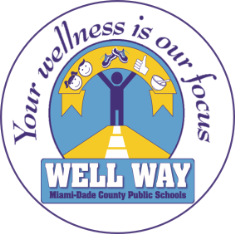 Your wellness is our focus
WELL WAY
Miami-Dade County Public Schools